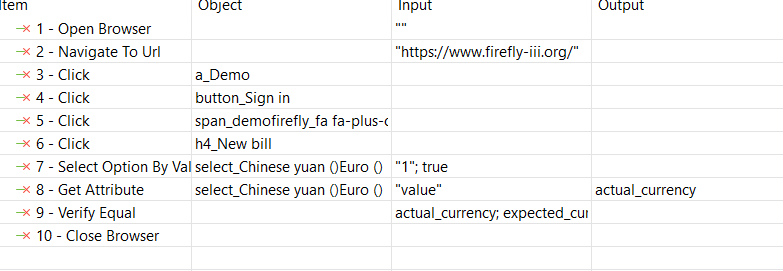 Item Object Input Output
1 - Open Browser ""
2 - Navigate To Url "https://www.firefly-iii.org/"
3 - Click a_Demo
4 - Click button_Sign in
5 - Click span_demofirefly_fa fa-plus-c
6 - Click h4_New bill
7 - Select Option By Val select_Chinese yuan ()Euro () "1"; true
8 - Get Attribute select_Chinese yuan ()Euro () "value" actual_currency
9 - Verify Equal actual_currency; expected_cur
10 - Close Browser